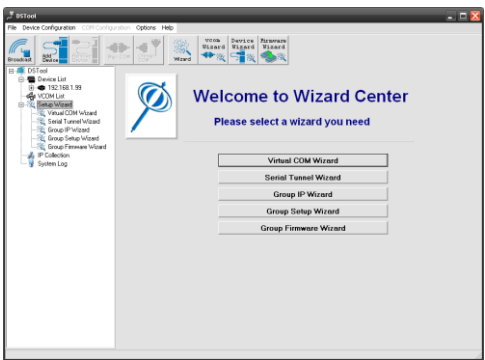 DSTool
File Device Configuration COM Configuration Options Help
Broadcast Add Device Wizard VCOM Wizard Device Wizard Firmware Wizard
DSTool
Device List
192.168.1.99
VCOM List
Setup Wizard
Virtual COM Wizard
Serial Tunnel Wizard
Group IP Wizard
Group Setup Wizard
Group Firmware Wizard
IP Collection
System Log
Welcome to Wizard Center
Please select a wizard you need
Virtual COM Wizard
Serial Tunnel Wizard
Group IP Wizard
Group Setup Wizard
Group Firmware Wizard